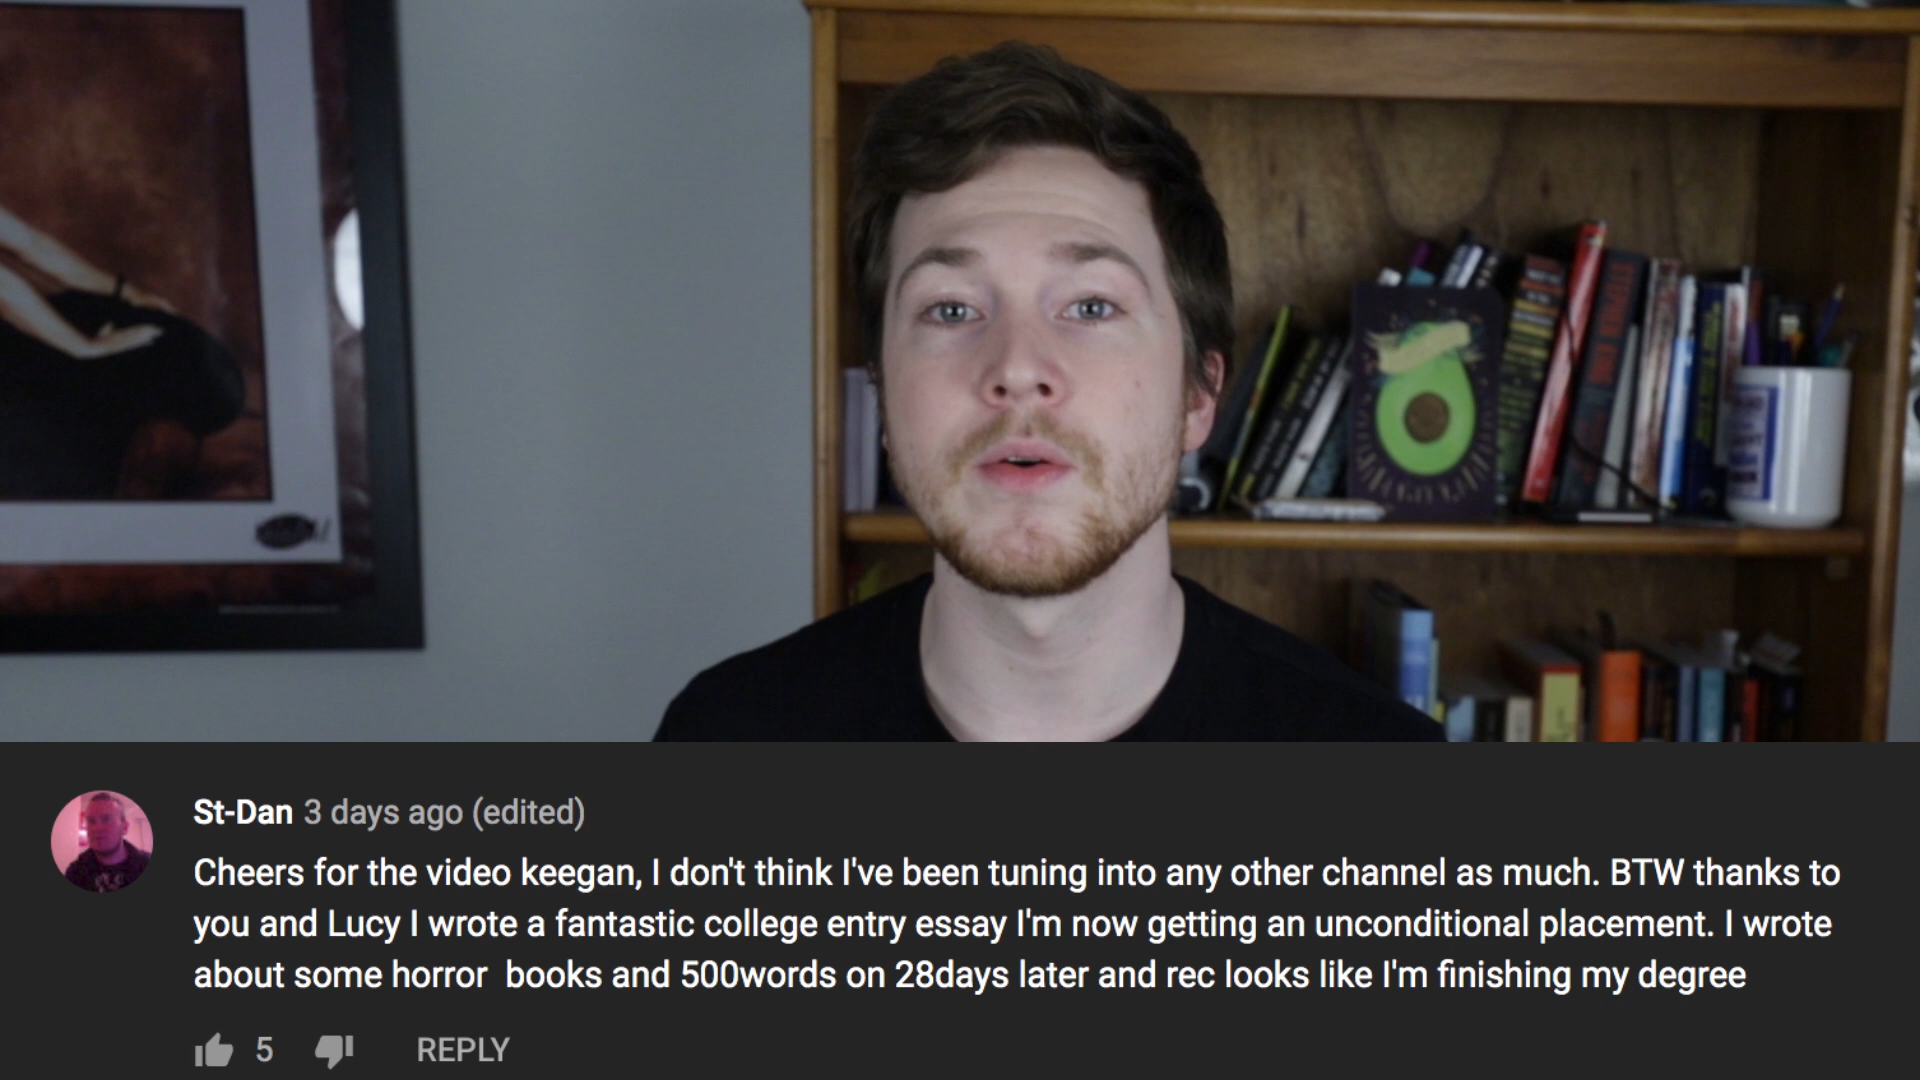 St-Dan 3 days ago (edited)
Cheers for the video keegan, I don't think I've been tuning into any other channel as much. BTW thanks to
you and Lucy I wrote a fantastic college entry essay I'm now getting an unconditional placement. I wrote
about some horror  books and 500words on 28days later and rec looks like I'm finishing my degree
5 REPLY